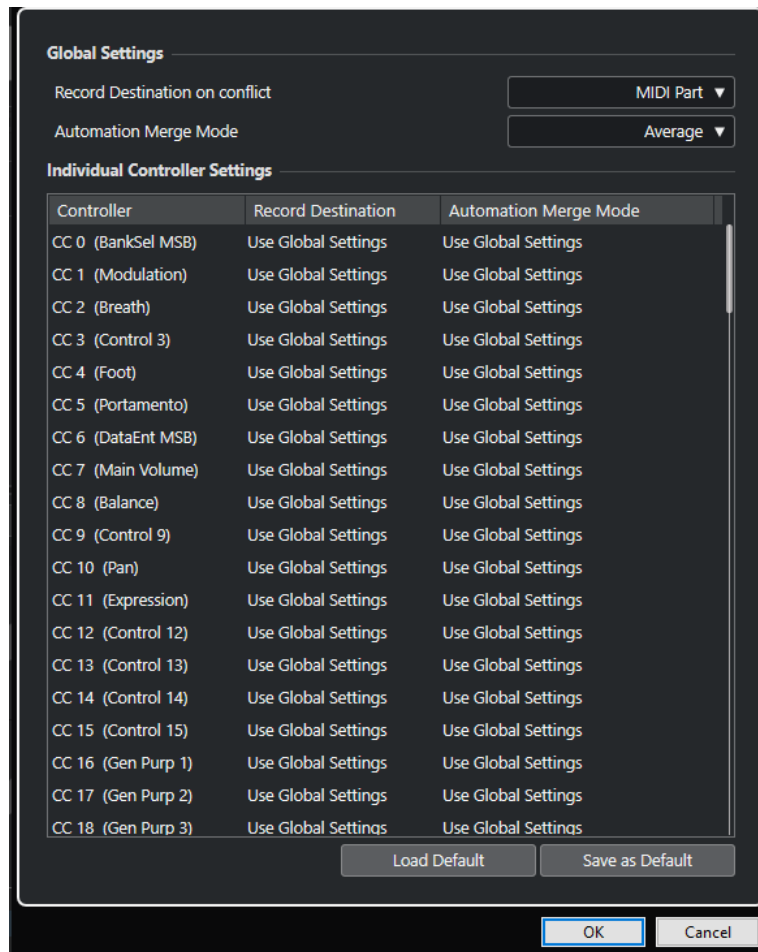 Global Settings
Record Destination on conflict MIDI Part
Automation Merge Mode Average
Individual Controller Settings
Controller Record Destination Automation Merge Mode
CC 0 (BankSel MSB) Use Global Settings Use Global Settings
CC 1 (Modulation) Use Global Settings Use Global Settings
CC 2 (Breath) Use Global Settings Use Global Settings
CC 3 (Control 3) Use Global Settings Use Global Settings
CC 4 (Foot) Use Global Settings Use Global Settings
CC 5 (Portamento) Use Global Settings Use Global Settings
CC 6 (DataEnt MSB) Use Global Settings Use Global Settings
CC 7 (Main Volume) Use Global Settings Use Global Settings
CC 8 (Balance) Use Global Settings Use Global Settings
CC 9 (Control 9) Use Global Settings Use Global Settings
CC 10 (Pan) Use Global Settings Use Global Settings
CC 11 (Expression) Use Global Settings Use Global Settings
CC 12 (Control 12) Use Global Settings Use Global Settings
CC 13 (Control 13) Use Global Settings Use Global Settings
CC 14 (Control 14) Use Global Settings Use Global Settings
CC 15 (Control 15) Use Global Settings Use Global Settings
CC 16 (Gen Purp 1) Use Global Settings Use Global Settings
CC 17 (Gen Purp 2) Use Global Settings Use Global Settings
CC 18 (Gen Purp 3) Use Global Settings Use Global Settings
Load Default Save as Default
OK Cancel